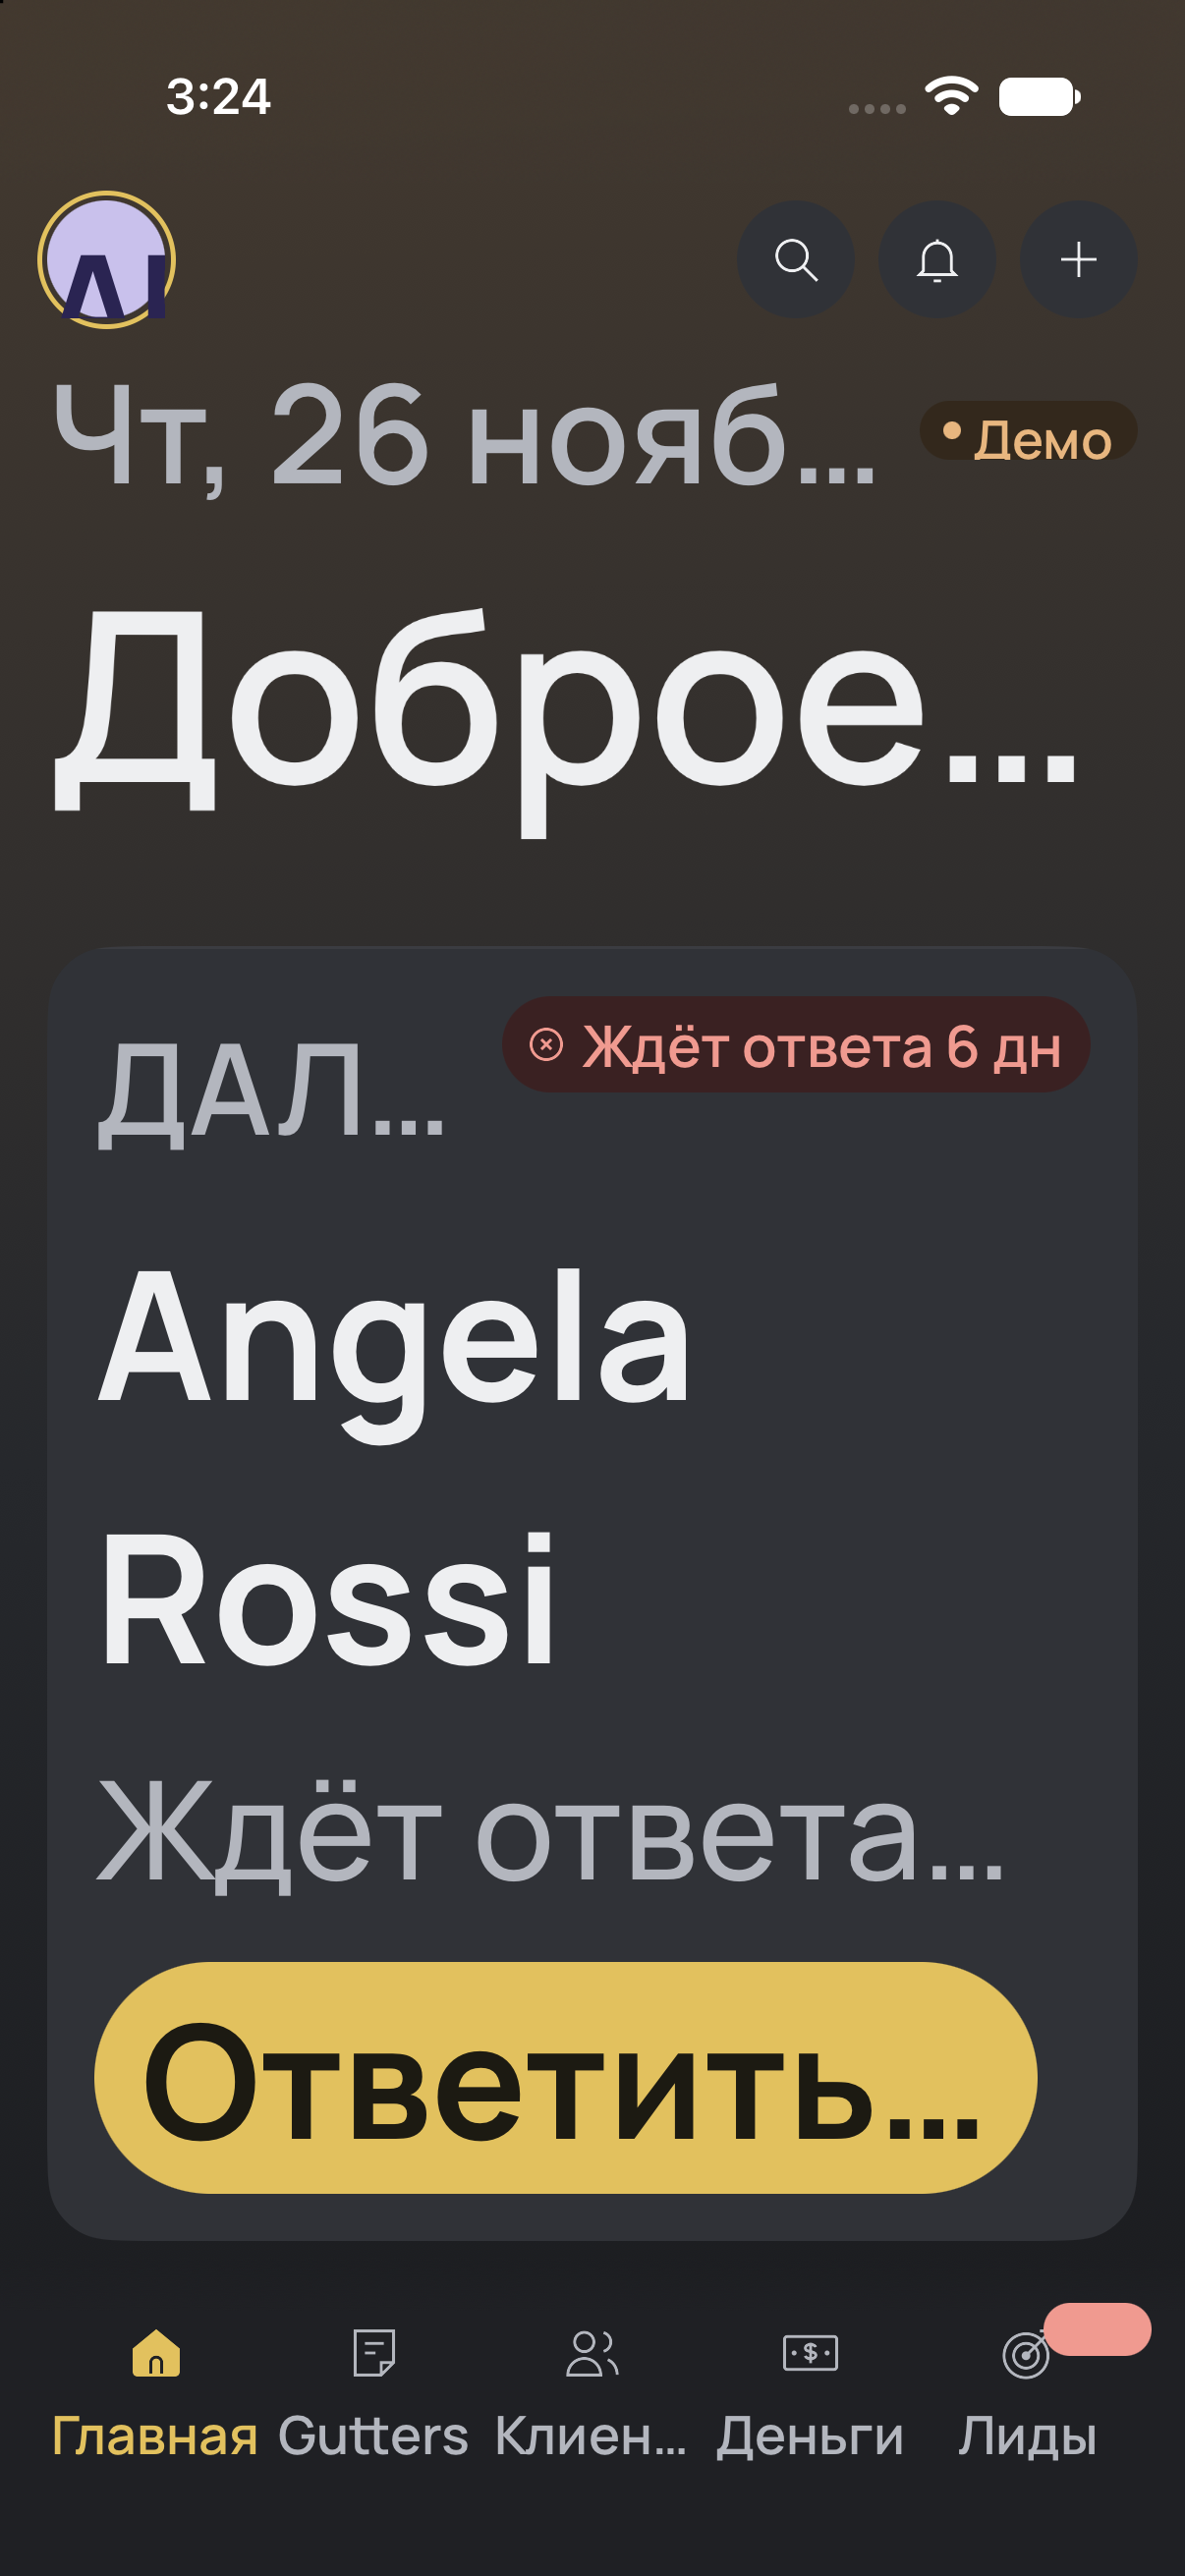 3:24
Чт, 26 нояб...
Демо
Доброе...
ДАЛ...
Ждёт ответа 6 дн
Angela
Rossi
Ждёт ответа...
Ответить...
Главная
Gutters
Клиен...
Деньги
Лиды